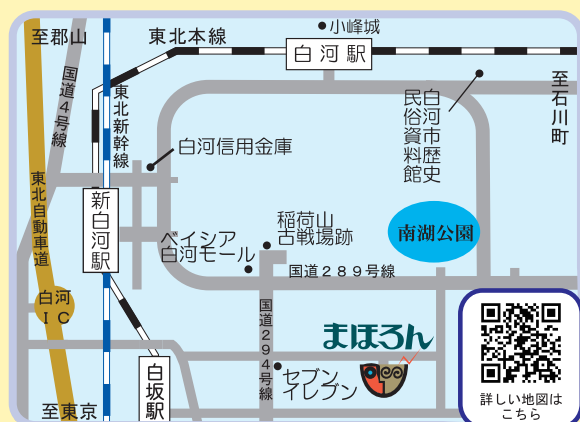 至郡山
東北本線
小峰城
白河駅
国道4号線
東北新幹線
至石川町
白河市歴史
民俗資料館
白河信用金庫
東北自動車道
新白河駅
ベイシア
白河モール
稲荷山
古戦場跡
南湖公園
国道289号線
白河
IC
国道294号線
まほろん
セブン
イレブン
白坂駅
至東京
詳しい地図は
こちら